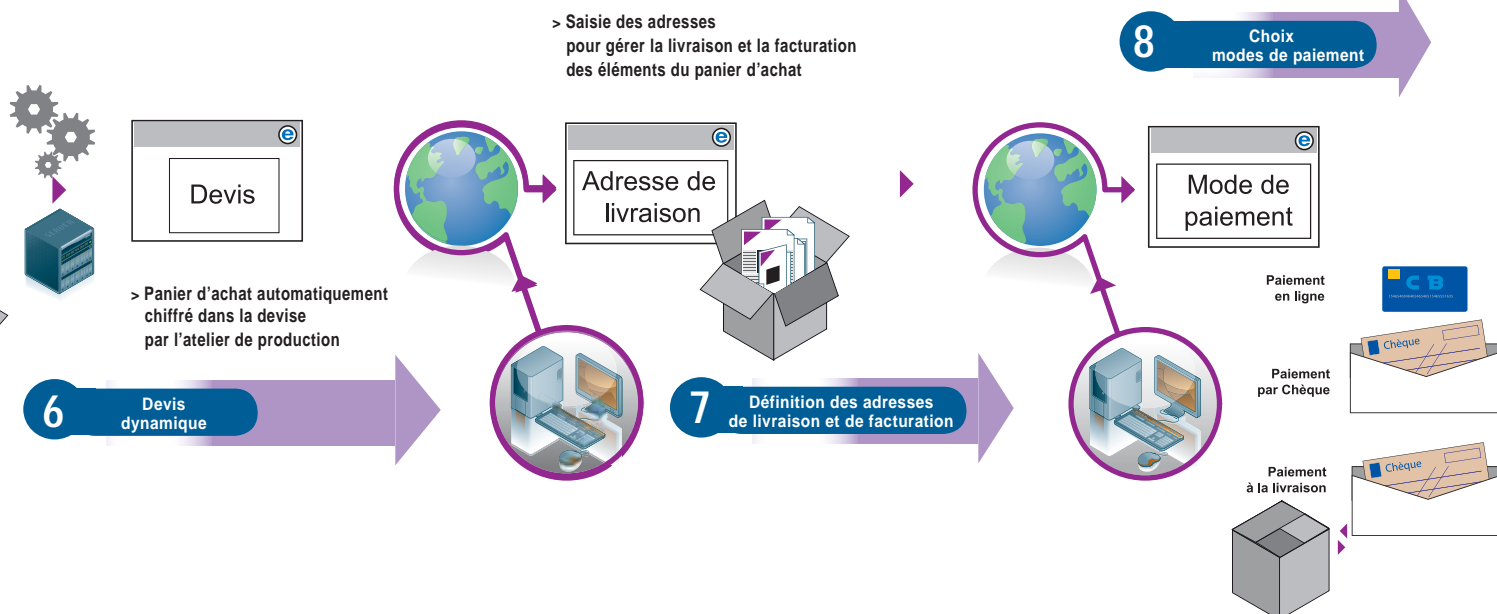 > Saisie des adresses
pour gérer la livraison et la facturation
des éléments du panier d'achat
8
Choix
modes de paiement
e
Devis
e
Adresse de
livraison
e
Mode de
paiement
> Panier d'achat automatiquement
chiffré dans la devise
par l'atelier de production
6
Devis
dynamique
7
Définition des adresses
de livraison et de facturation
Paiement
en ligne
CB
Paiement
par Chèque
Chèque
Paiement
à la livraison
Chèque